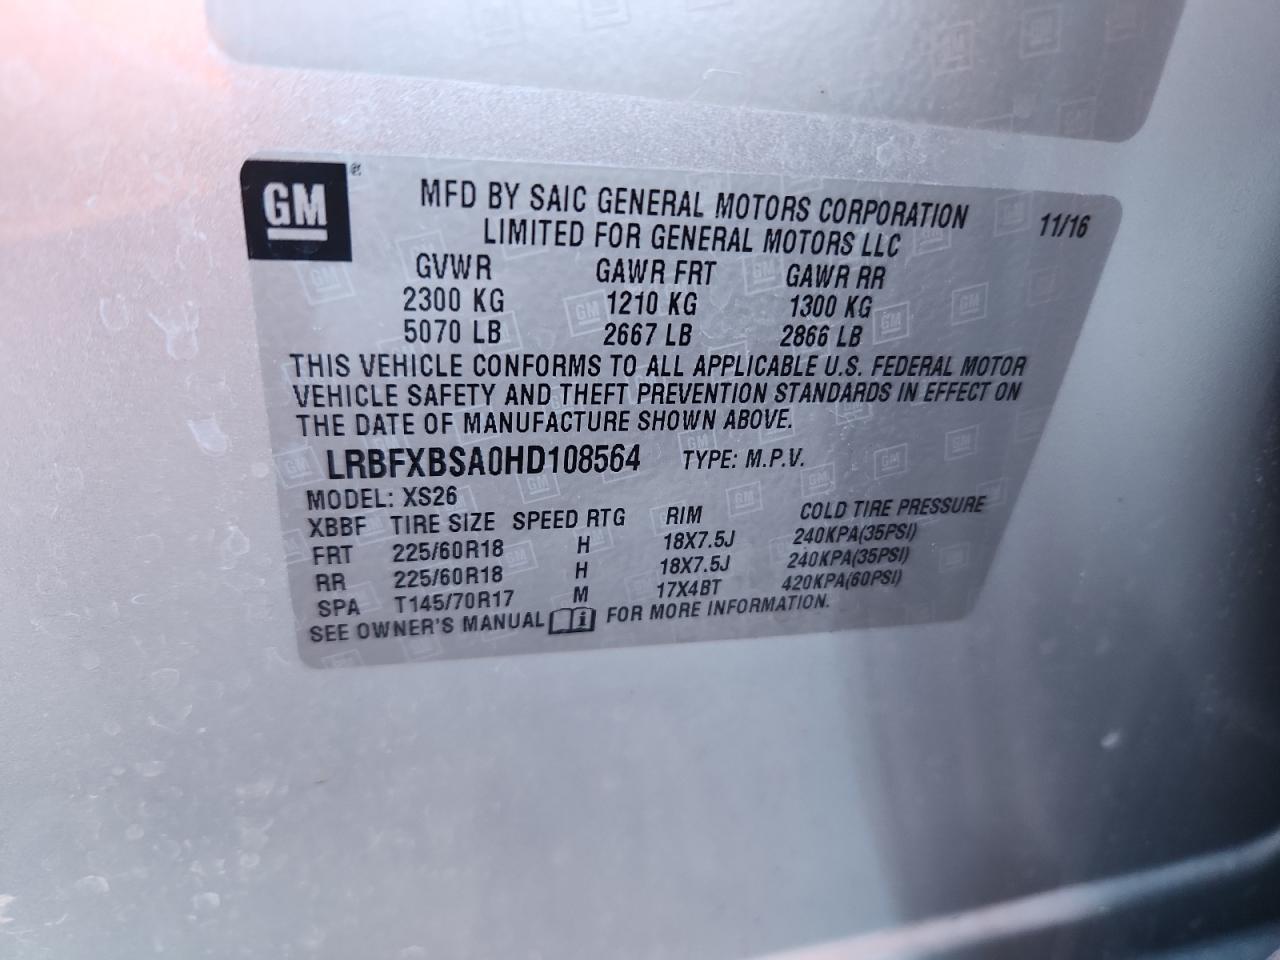 GM ®
MFD BY SAIC GENERAL MOTORS CORPORATION 11/16
LIMITED FOR GENERAL MOTORS LLC
GVWR GAWR FRT GAWR RR
2300 KG 1210 KG 1300 KG
5070 LB 2667 LB 2866 LB
THIS VEHICLE CONFORMS TO ALL APPLICABLE U.S. FEDERAL MOTOR
VEHICLE SAFETY AND THEFT PREVENTION STANDARDS IN EFFECT ON
THE DATE OF MANUFACTURE SHOWN ABOVE.
LRBFXBSA0HD108564 TYPE: M.P.V.
MODEL: XS26
XBBF TIRE SIZE SPEED RTG RIM COLD TIRE PRESSURE
FRT 225/60R18 H 18X7.5J 240KPA(35PSI)
RR 225/60R18 H 18X7.5J 240KPA(35PSI)
SPA T145/70R17 M 17X4BT 420KPA(60PSI)
SEE OWNER'S MANUAL i FOR MORE INFORMATION.